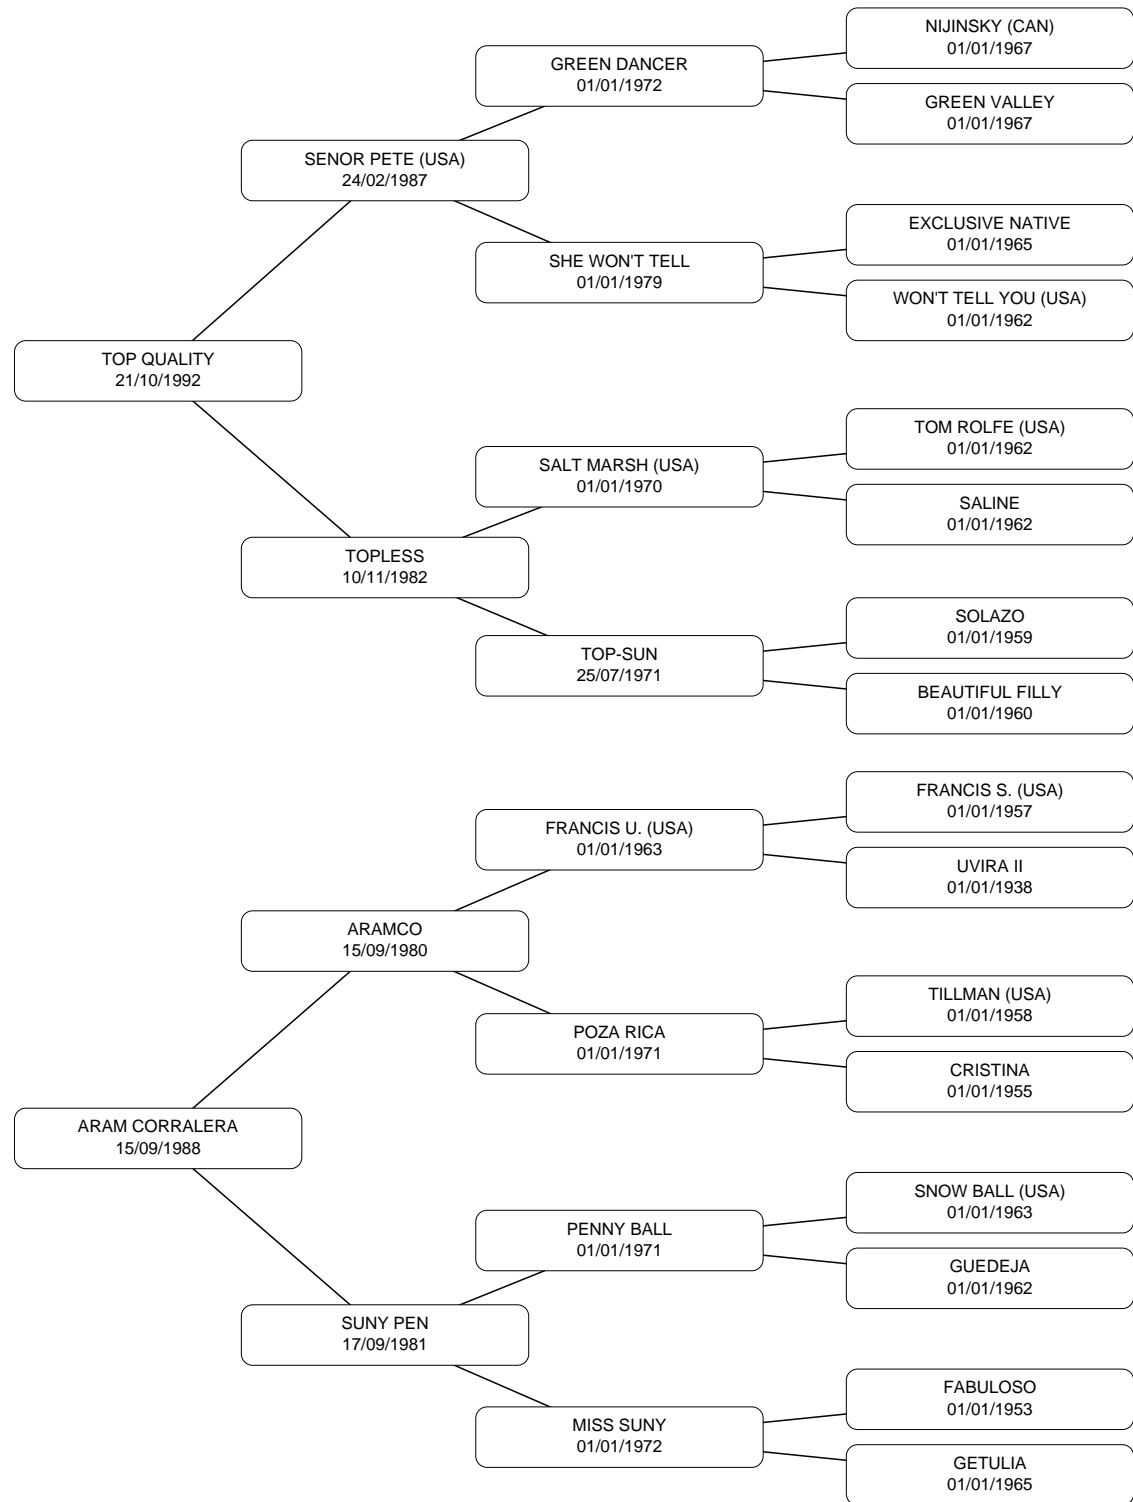 NIJINSKY (CAN)
01/01/1967
GREEN DANCER
01/01/1972
GREEN VALLEY
01/01/1967
SENOR PETE (USA)
24/02/1987
EXCLUSIVE NATIVE
01/01/1965
SHE WON'T TELL
01/01/1979
WON'T TELL YOU (USA)
01/01/1962
TOP QUALITY
21/10/1992
TOM ROLFE (USA)
01/01/1962
SALT MARSH (USA)
01/01/1970
SALINE
01/01/1962
TOPLESS
10/11/1982
SOLAZO
01/01/1959
TOP-SUN
25/07/1971
BEAUTIFUL FILLY
01/01/1960
FRANCIS S. (USA)
01/01/1957
FRANCIS U. (USA)
01/01/1963
UVIRA II
01/01/1938
ARAMCO
15/09/1980
TILLMAN (USA)
01/01/1958
POZA RICA
01/01/1971
CRISTINA
01/01/1955
ARAM CORRALERA
15/09/1988
SNOW BALL (USA)
01/01/1963
PENNY BALL
01/01/1971
GUEDEJA
01/01/1962
SUNY PEN
17/09/1981
FABULOSO
01/01/1953
MISS SUNY
01/01/1972
GETULIA
01/01/1965